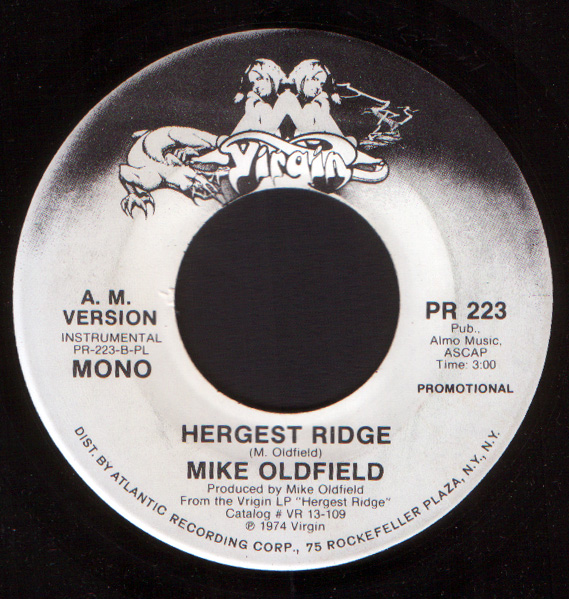 Virgin
A. M.
VERSION
INSTRUMENTAL
PR-223-B-PL
MONO
PR 223
Pub.,
Almo Music,
ASCAP
Time: 3:00
PROMOTIONAL
HERGEST RIDGE
(M. Oldfield)
MIKE OLDFIELD
Produced by Mike Oldfield
From the Vrigin LP "Hergest Ridge"
Catalog # VR 13-109
℗ 1974 Virgin
DIST. BY ATLANTIC RECORDING CORP., 75 ROCKEFELLER PLAZA, N.Y., N.Y.